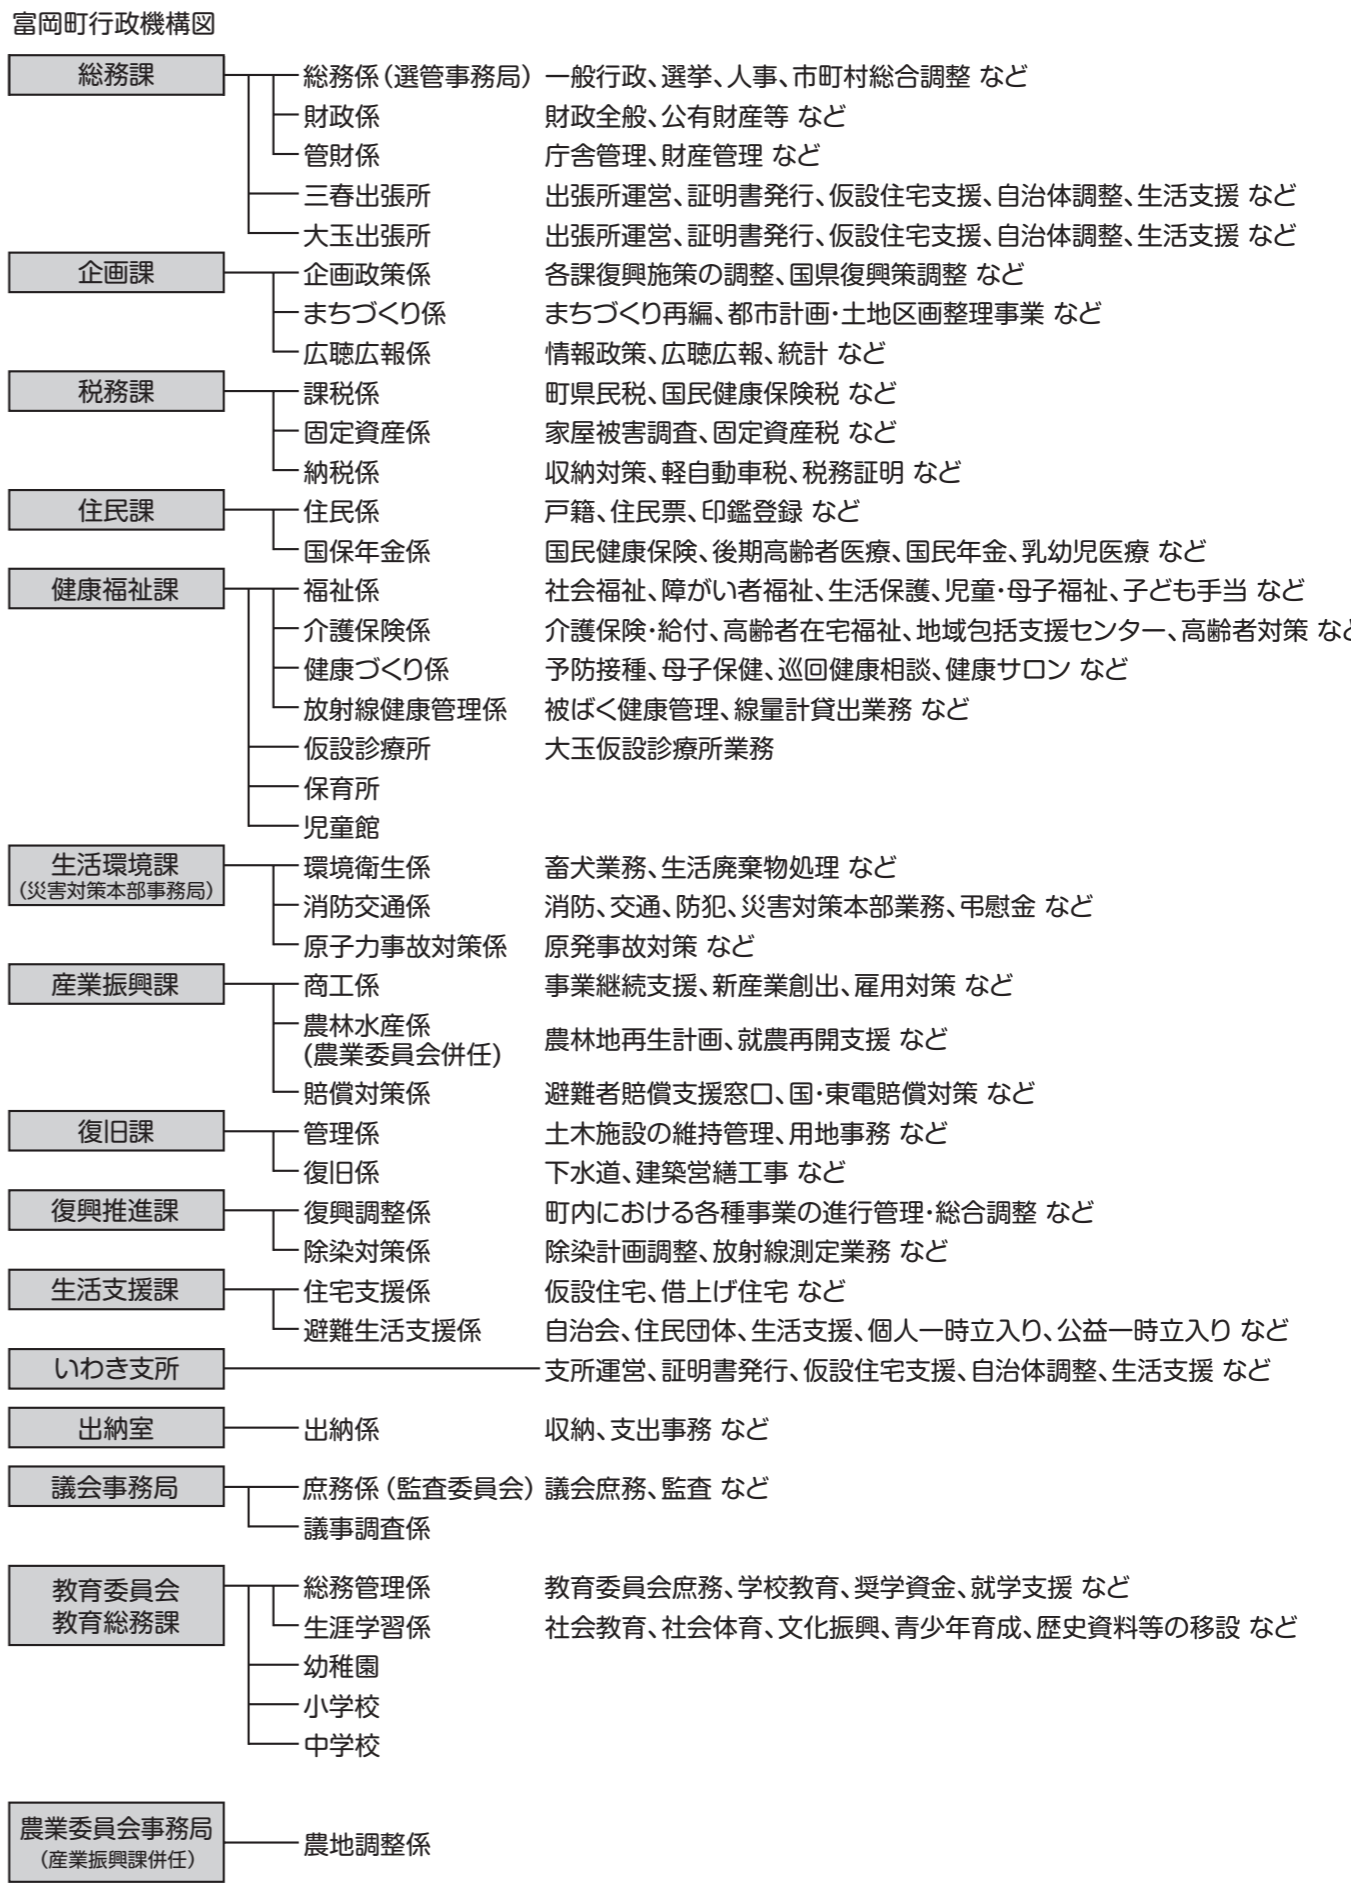 富岡町行政機構図
総務課 総務係（選管事務局） 一般行政、選挙、人事、市町村総合調整 など
財政係 財政全般、公有財産等 など
管財係 庁舎管理、財産管理 など
三春出張所 出張所運営、証明書発行、仮設住宅支援、自治体調整、生活支援 など
大玉出張所 出張所運営、証明書発行、仮設住宅支援、自治体調整、生活支援 など
企画課 企画政策係 各課復興施策の調整、国県復興策調整 など
まちづくり係 まちづくり再編、都市計画・土地区画整理事業 など
広聴広報係 情報政策、広聴広報、統計 など
税務課 課税係 町県民税、国民健康保険税 など
固定資産係 家屋被害調査、固定資産税 など
納税係 収納対策、軽自動車税、税務証明 など
住民課 住民係 戸籍、住民票、印鑑登録 など
国保年金係 国民健康保険、後期高齢者医療、国民年金、乳幼児医療 など
健康福祉課 福祉係 社会福祉、障がい者福祉、生活保護、児童・母子福祉、子ども手当 など
介護保険係 介護保険・給付、高齢者在宅福祉、地域包括支援センター、高齢者対策 など
健康づくり係 予防接種、母子保健、巡回健康相談、健康サロン など
放射線健康管理係 被ばく健康管理、線量計貸出業務 など
仮設診療所 大玉仮設診療所業務
保育所
児童館
生活環境課 環境衛生係 畜犬業務、生活廃棄物処理 など
（災害対策本部事務局）
消防交通係 消防、交通、防犯、災害対策本部業務、弔慰金 など
原子力事故対策係 原発事故対策 など
産業振興課 商工係 事業継続支援、新産業創出、雇用対策 など
農林水産係
(農業委員会併任) 農林地再生計画、就農再開支援 など
賠償対策係 避難者賠償支援窓口、国・東電賠償対策 など
復旧課 管理係 土木施設の維持管理、用地事務 など
復旧係 下水道、建築営繕工事 など
復興推進課 復興調整係 町内における各種事業の進行管理・総合調整 など
除染対策係 除染計画調整、放射線測定業務 など
生活支援課 住宅支援係 仮設住宅、借上げ住宅 など
避難生活支援係 自治会、住民団体、生活支援、個人一時立入り、公益一時立入り など
いわき支所 支所運営、証明書発行、仮設住宅支援、自治体調整、生活支援 など
出納室 出納係 収納、支出事務 など
議会事務局 庶務係（監査委員会） 議会庶務、監査 など
議事調査係
教育委員会 総務管理係 教育委員会庶務、学校教育、奨学資金、就学支援 など
教育総務課 生涯学習係 社会教育、社会体育、文化振興、青少年育成、歴史資料等の移設 など
幼稚園
小学校
中学校
農業委員会事務局 農地調整係
（産業振興課併任）